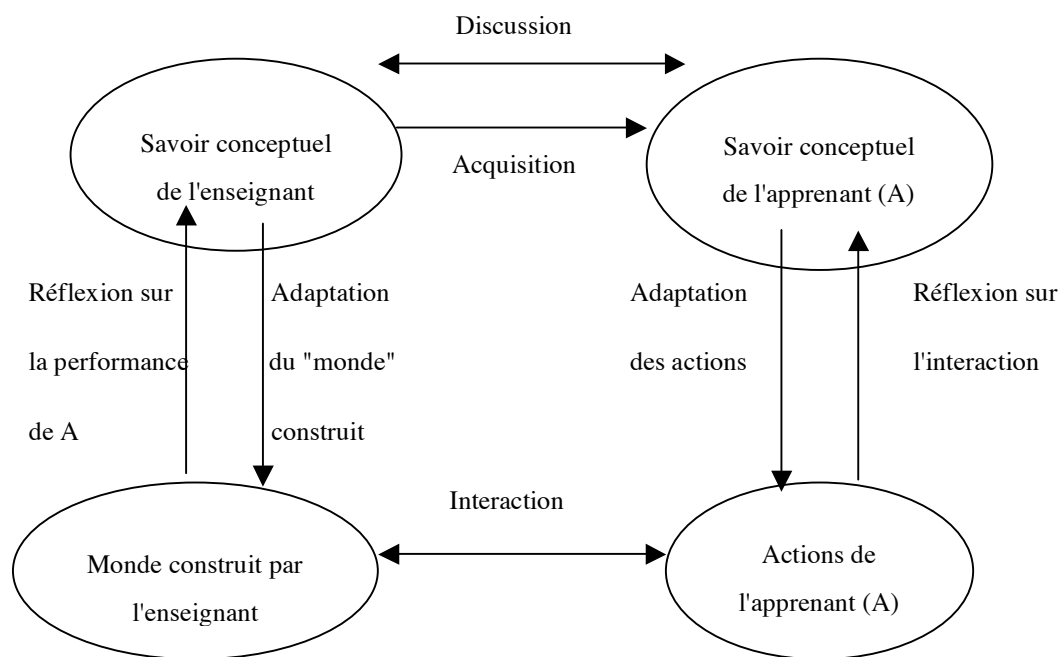 Discussion
Savoir conceptuel
de l'enseignant
Acquisition
Savoir conceptuel
de l'apprenant (A)
Réflexion sur
la performance
de A
Adaptation
du "monde"
construit
Adaptation
des actions
Réflexion sur
l'interaction
Interaction
Monde construit par
l'enseignant
Actions de
l'apprenant (A)